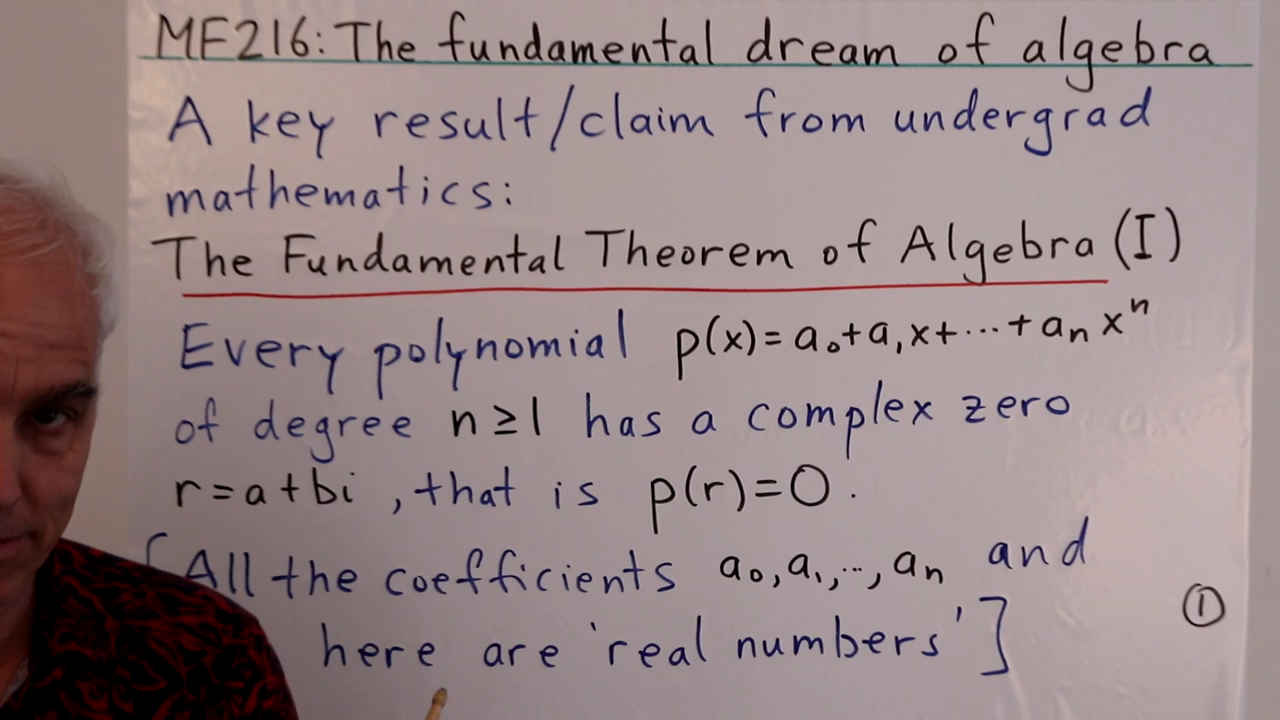 MF216: The fundamental dream of algebra
A key result/claim from undergrad
mathematics:
The Fundamental Theorem of Algebra (I)
Every polynomial p(x)=a₀+a₁x+⋯+aₙxⁿ
of degree n≥1 has a complex zero
r=a+bi , that is p(r)=0.
[All the coefficients a₀,a₁,⋯,aₙ and
here are 'real numbers']
①